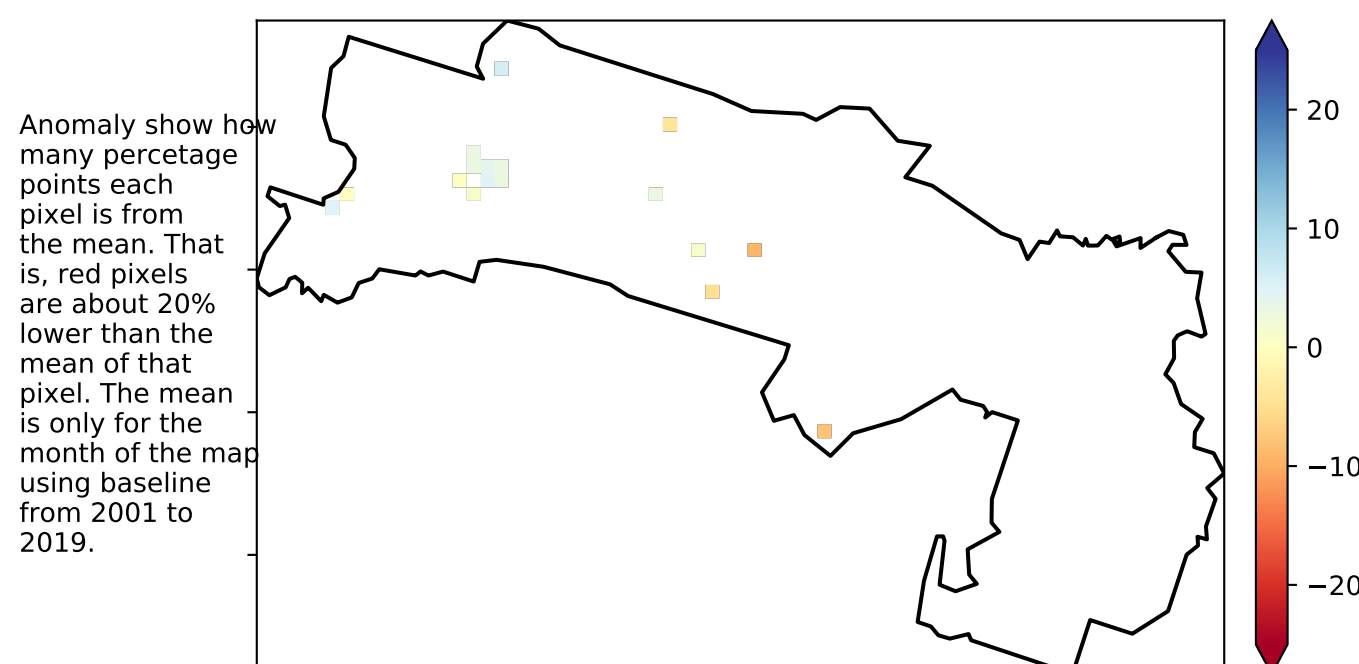 Anomaly show how
many percetage
points each
pixel is from
the mean. That
is, red pixels
are about 20%
lower than the
mean of that
pixel. The mean
is only for the
month of the map
using baseline
from 2001 to
2019.
20
10
0
−10
−20